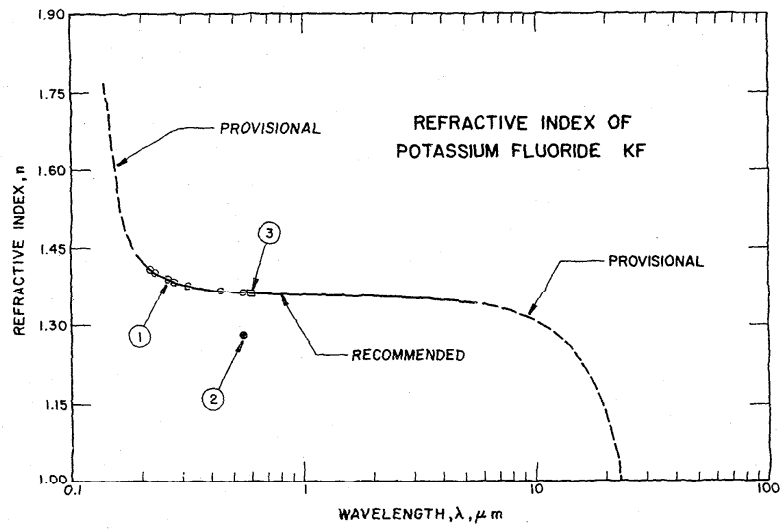 1.90
1.75
1.60
1.45
1.30
1.15
1.00
REFRACTIVE INDEX, n
PROVISIONAL
REFRACTIVE INDEX OF
POTASSIUM FLUORIDE KF
3
PROVISIONAL
1
RECOMMENDED
2
0.1
1
10
100
WAVELENGTH, λ, μm